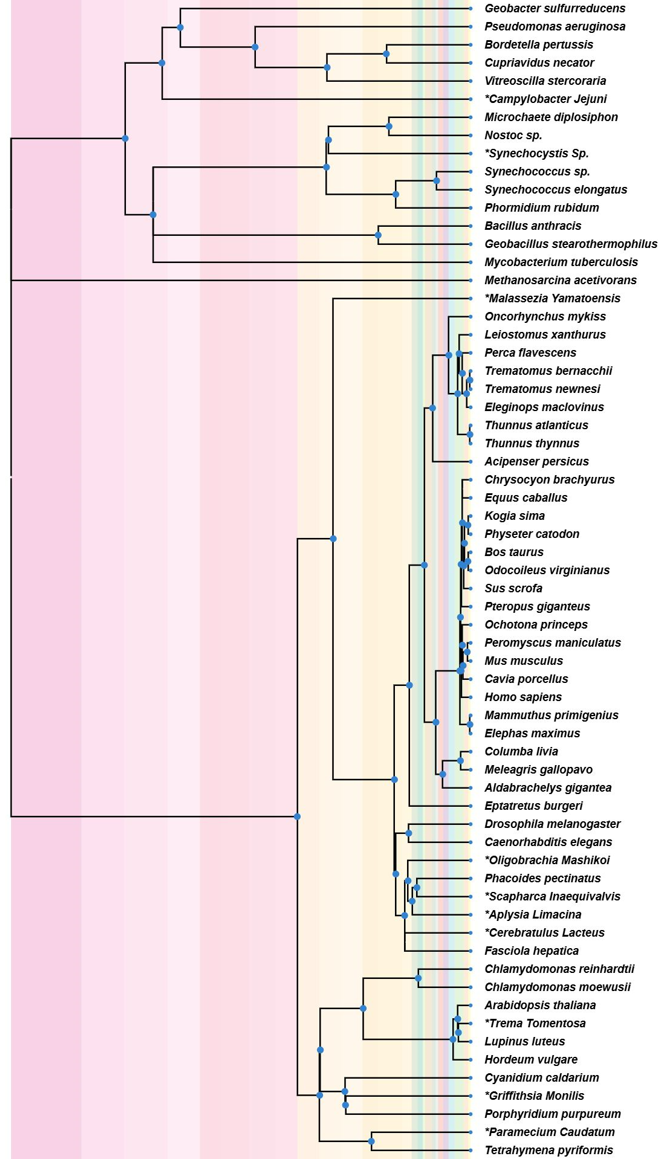 Geobacter sulfurreducens
Pseudomonas aeruginosa
Bordetella pertussis
Cupriavidus necator
Vitreoscilla stercoraria
*Campylobacter Jejuni
Microchaete diplosiphon
Nostoc sp.
*Synechocystis Sp.
Synechococcus sp.
Synechococcus elongatus
Phormidium rubidum
Bacillus anthracis
Geobacillus stearothermophilus
Mycobacterium tuberculosis
Methanosarcina acetivorans
*Malassezia Yamatoensis
Oncorhynchus mykiss
Leiostomus xanthurus
Perca flavescens
Trematomus bernacchii
Trematomus newnesi
Eleginops maclovinus
Thunnus atlanticus
Thunnus thynnus
Acipenser persicus
Chrysocyon brachyurus
Equus caballus
Kogia sima
Physeter catodon
Bos taurus
Odocoileus virginianus
Sus scrofa
Pteropus giganteus
Ochotona princeps
Peromyscus maniculatus
Mus musculus
Cavia porcellus
Homo sapiens
Mammuthus primigenius
Elephas maximus
Columba livia
Meleagris gallopavo
Aldabrachelys gigantea
Eptatretus burgeri
Drosophila melanogaster
Caenorhabditis elegans
*Oligobrachia Mashikoi
Phacoides pectinatus
*Scapharca Inaequivalvis
*Aplysia Limacina
*Cerebratulus Lacteus
Fasciola hepatica
Chlamydomonas reinhardtii
Chlamydomonas moewusii
Arabidopsis thaliana
*Trema Tomentosa
Lupinus luteus
Hordeum vulgare
Cyanidium caldarium
*Griffithsia Monilis
Porphyridium purpureum
*Paramecium Caudatum
Tetrahymena pyriformis